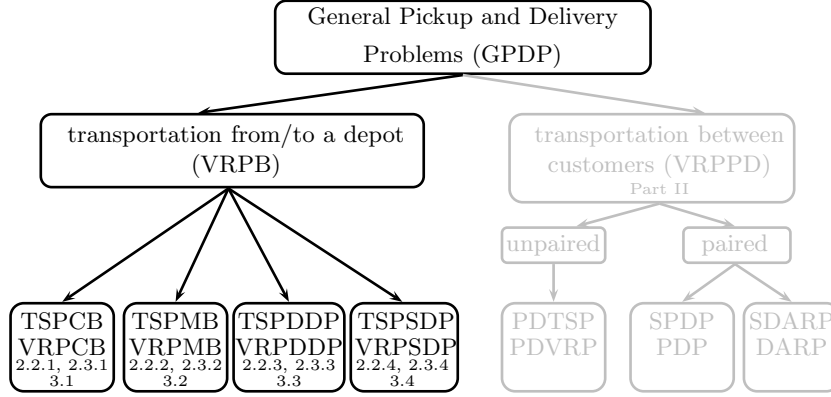 General Pickup and Delivery
Problems (GPDP)
transportation from/to a depot
(VRPB)
transportation between
customers (VRPPD)
Part II
unpaired
paired
TSPCB
VRPCB
2.2.1, 2.3.1
3.1
TSPMB
VRPMB
2.2.2, 2.3.2
3.2
TSPDDP
VRPDDP
2.2.3, 2.3.3
3.3
TSPSDP
VRPSDP
2.2.4, 2.3.4
3.4
PDTSP
PDVRP
SPDP
PDP
SDARP
DARP